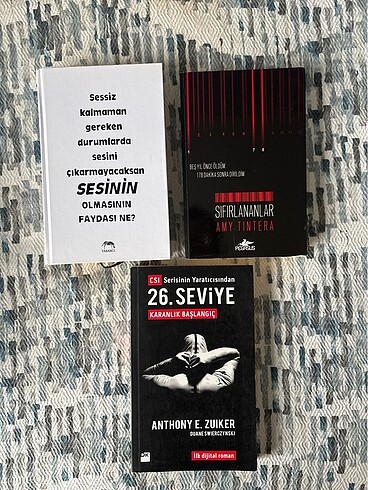 Sessiz
kalmaman
gereken
durumlarda
sesini
çıkarmayacaksan
SESİNİN
OLMASININ
FAYDASI NE?
YABANCI
BEŞ YIL ÖNCE ÖLDÜM
178 DAKİKA SONRA DİRİLDİM
SIFIRLANANLAR
AMY TINTERA
PEGASUS
CSI Serisinin Yaratıcısından
26. SEVİYE
KARANLIK BAŞLANGIÇ
ANTHONY E. ZUIKER
DUANE SWIERCZYNSKI
ilk dijital roman